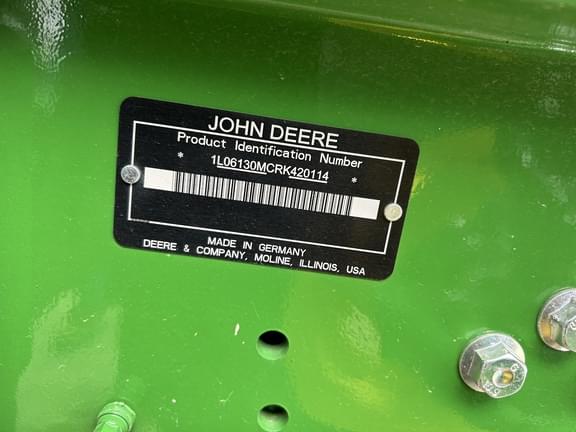 JOHN DEERE
Product Identification Number
* 1L06130MCRK420114 *
MADE IN GERMANY
DEERE & COMPANY, MOLINE, ILLINOIS, USA